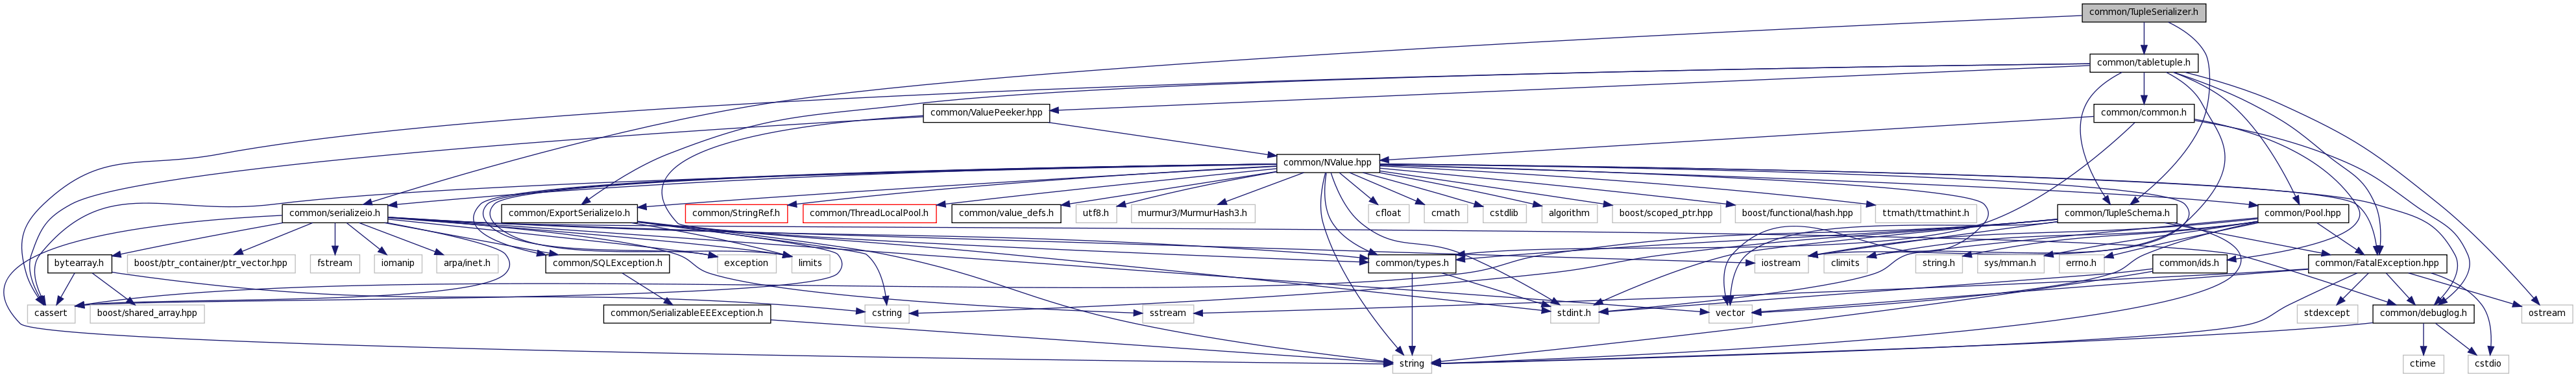 common/TupleSerializer.h
common/tabletuple.h
common/ValuePeeker.hpp
common/common.h
common/NValue.hpp
common/serializeio.h
common/ExportSerializeIo.h
common/StringRef.h
common/ThreadLocalPool.h
common/value_defs.h
utf8.h
murmur3/MurmurHash3.h
cfloat
cmath
cstdlib
algorithm
boost/scoped_ptr.hpp
boost/functional/hash.hpp
ttmath/ttmathint.h
common/TupleSchema.h
common/Pool.hpp
bytearray.h
boost/ptr_container/ptr_vector.hpp
fstream
iomanip
arpa/inet.h
common/SQLException.h
exception
limits
common/types.h
iostream
climits
string.h
sys/mman.h
errno.h
common/ids.h
common/FatalException.hpp
cassert
boost/shared_array.hpp
common/SerializableEEException.h
cstring
sstream
stdint.h
vector
stdexcept
common/debuglog.h
ostream
string
ctime
cstdio